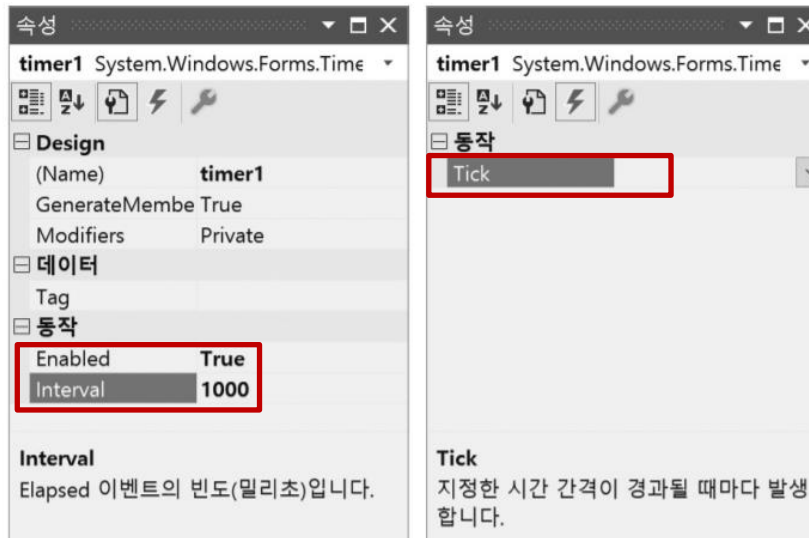 속성
timer1 System.Windows.Forms.Time
Design
(Name) timer1
GenerateMembe True
Modifiers Private
데이터
Tag
동작
Enabled True
Interval 1000
Interval
Elapsed 이벤트의 빈도(밀리초)입니다.
속성
timer1 System.Windows.Forms.Time
동작
Tick
Tick
지정한 시간 간격이 경과될 때마다 발생
합니다.